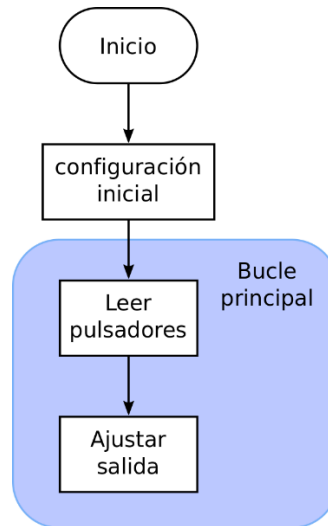 Inicio
configuración
inicial
Bucle
principal
Leer
pulsadores
Ajustar
salida